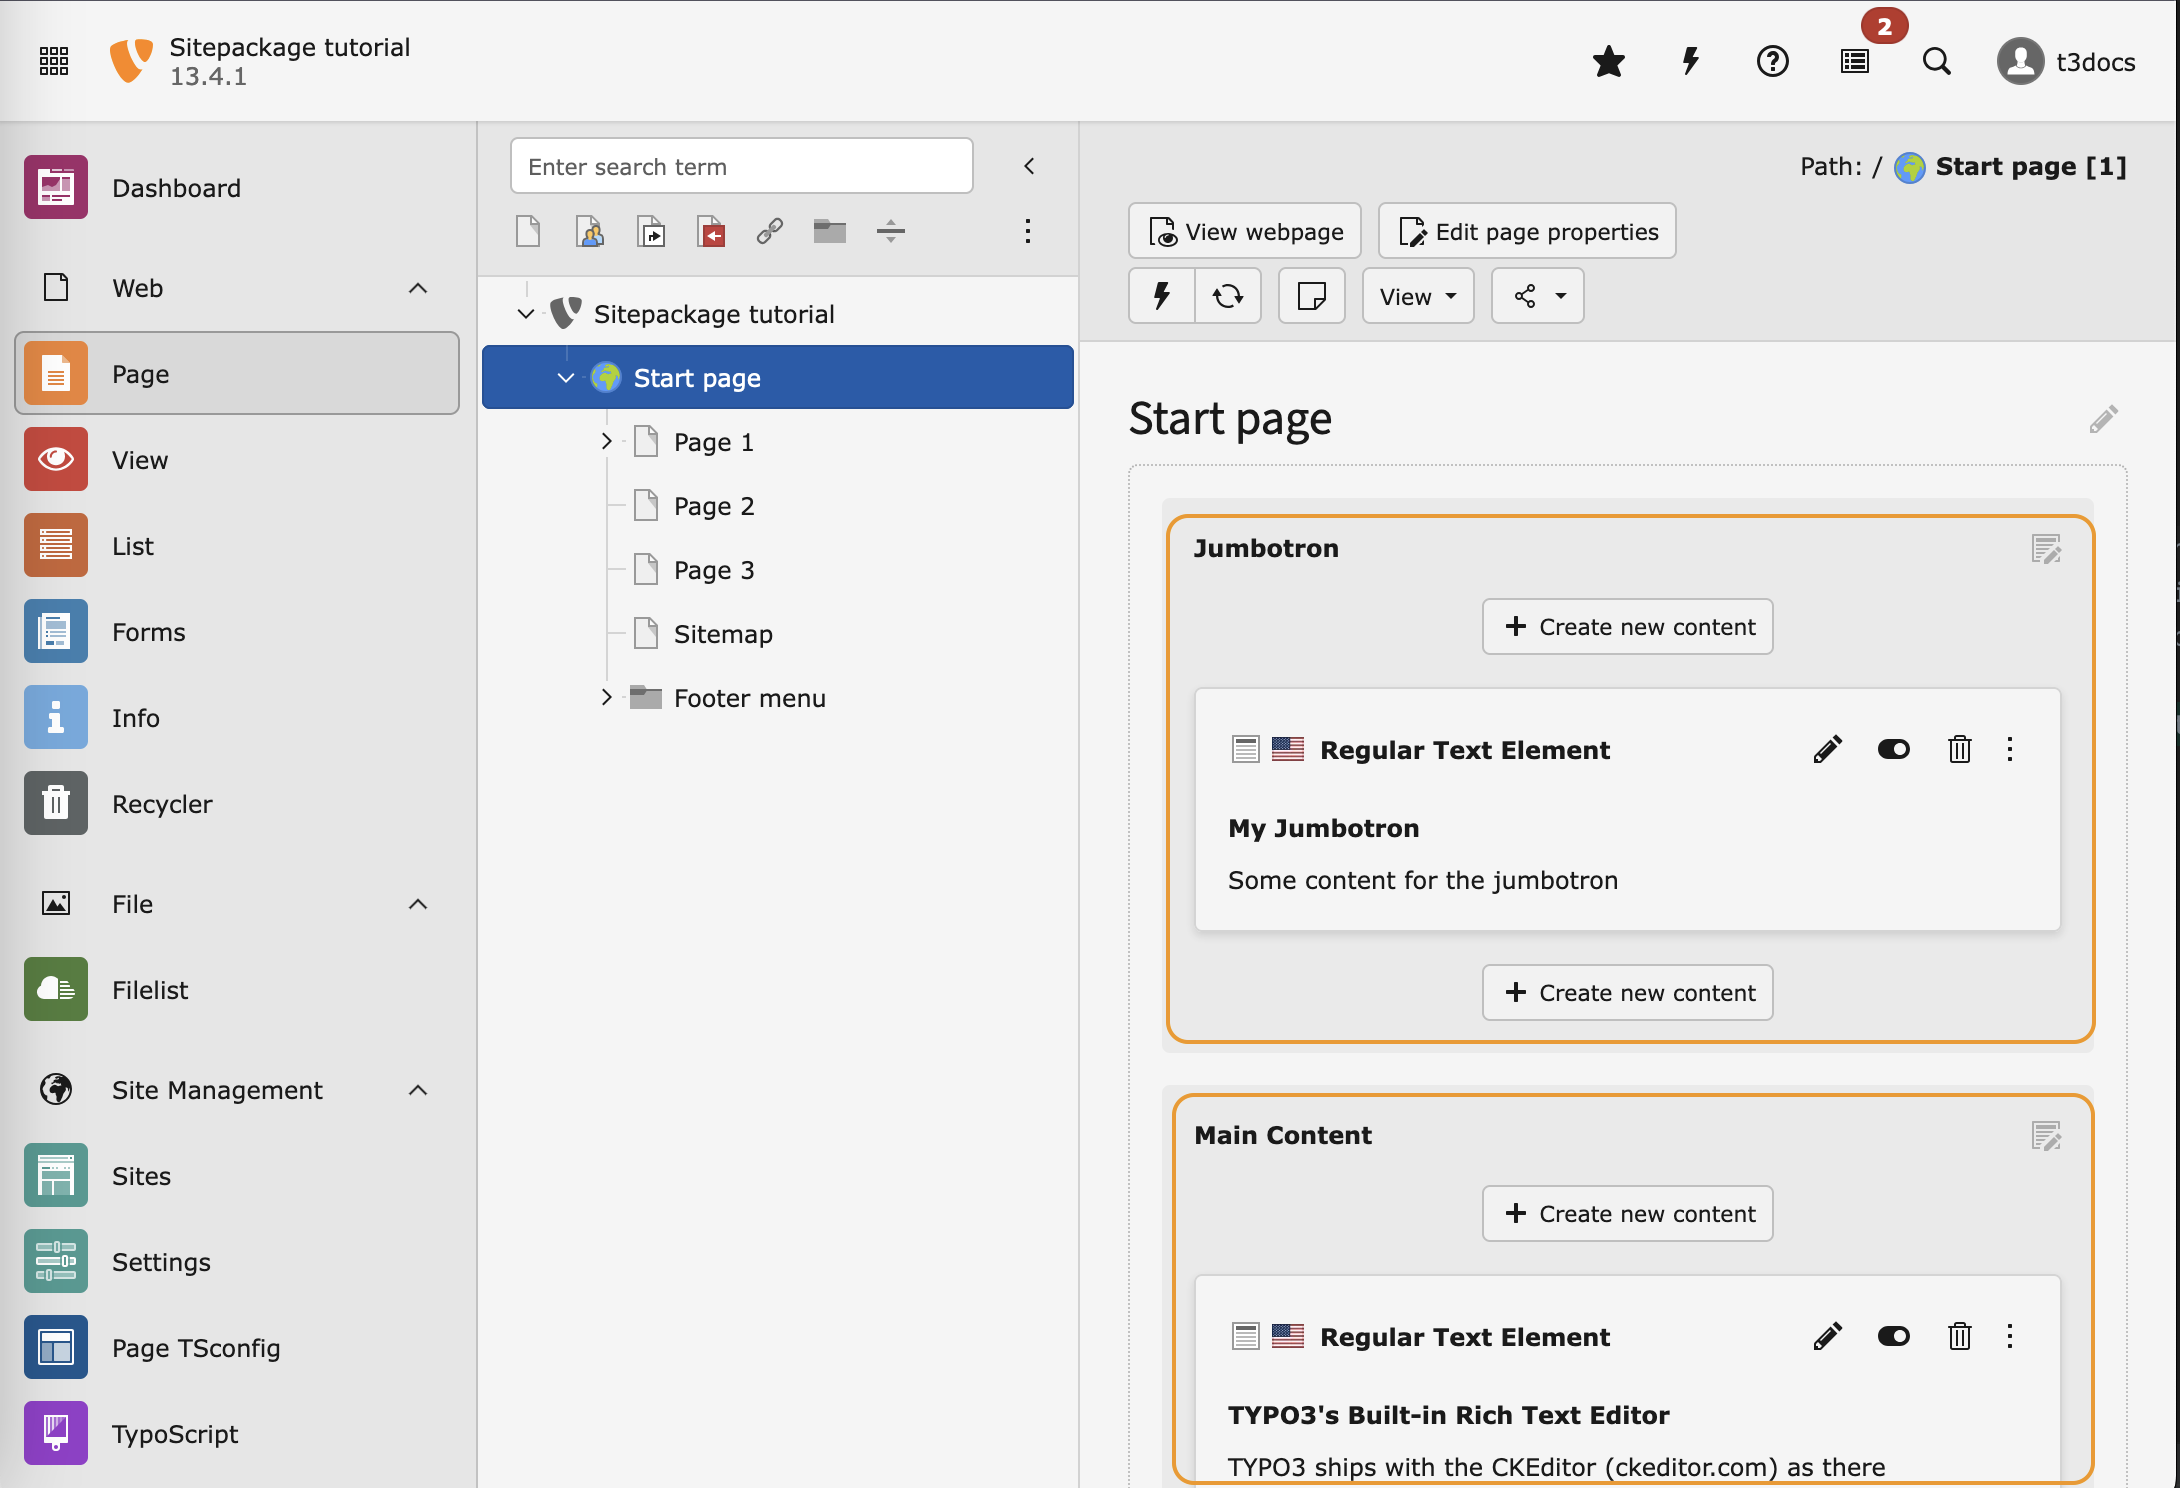 Sitepackage tutorial
13.4.1
2
t3docs
Dashboard
Web
Page
View
List
Forms
Info
Recycler
File
Filelist
Site Management
Sites
Settings
Page TSconfig
TypoScript
Enter search term
Sitepackage tutorial
Start page
Page 1
Page 2
Page 3
Sitemap
Footer menu
Path: / Start page [1]
View webpage
Edit page properties
View
Start page
Jumbotron
+ Create new content
Regular Text Element
My Jumbotron
Some content for the jumbotron
+ Create new content
Main Content
+ Create new content
Regular Text Element
TYPO3's Built-in Rich Text Editor
TYPO3 ships with the CKEditor (ckeditor.com) as there